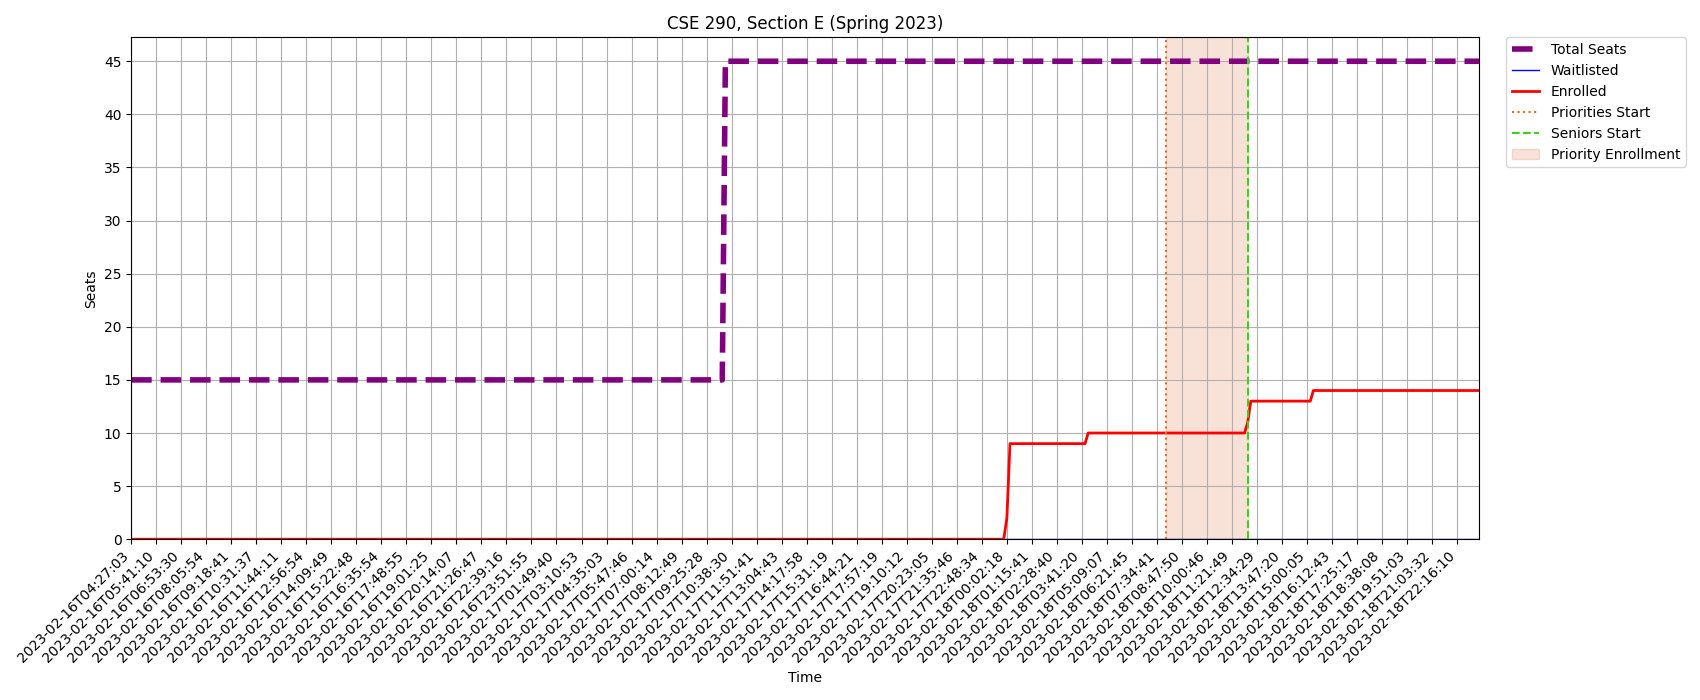 CSE 290, Section E (Spring 2023)
45
40
35
30
25
20
15
10
5
0
Seats
2023-02-16T04:27:03
2023-02-16T05:41:10
2023-02-16T06:53:30
2023-02-16T08:05:54
2023-02-16T09:18:41
2023-02-16T10:31:37
2023-02-16T11:44:11
2023-02-16T12:56:54
2023-02-16T14:09:49
2023-02-16T15:22:48
2023-02-16T16:35:54
2023-02-16T17:48:55
2023-02-16T19:01:25
2023-02-16T20:14:07
2023-02-16T21:26:47
2023-02-16T22:39:16
2023-02-16T23:51:55
2023-02-17T01:49:40
2023-02-17T03:10:53
2023-02-17T04:35:03
2023-02-17T05:47:46
2023-02-17T07:00:14
2023-02-17T08:12:49
2023-02-17T09:25:28
2023-02-17T10:38:30
2023-02-17T11:51:41
2023-02-17T13:04:43
2023-02-17T14:17:58
2023-02-17T15:31:19
2023-02-17T16:44:21
2023-02-17T17:57:19
2023-02-17T19:10:12
2023-02-17T20:23:05
2023-02-17T21:35:46
2023-02-17T22:48:34
2023-02-18T00:02:18
2023-02-18T01:15:41
2023-02-18T02:28:40
2023-02-18T03:41:20
2023-02-18T05:09:07
2023-02-18T06:21:45
2023-02-18T07:34:41
2023-02-18T08:47:50
2023-02-18T10:00:46
2023-02-18T11:21:49
2023-02-18T12:34:29
2023-02-18T13:47:20
2023-02-18T15:00:05
2023-02-18T16:12:43
2023-02-18T17:25:17
2023-02-18T18:38:08
2023-02-18T19:51:03
2023-02-18T21:03:32
2023-02-18T22:16:10
Time
Total Seats
Waitlisted
Enrolled
Priorities Start
Seniors Start
Priority Enrollment